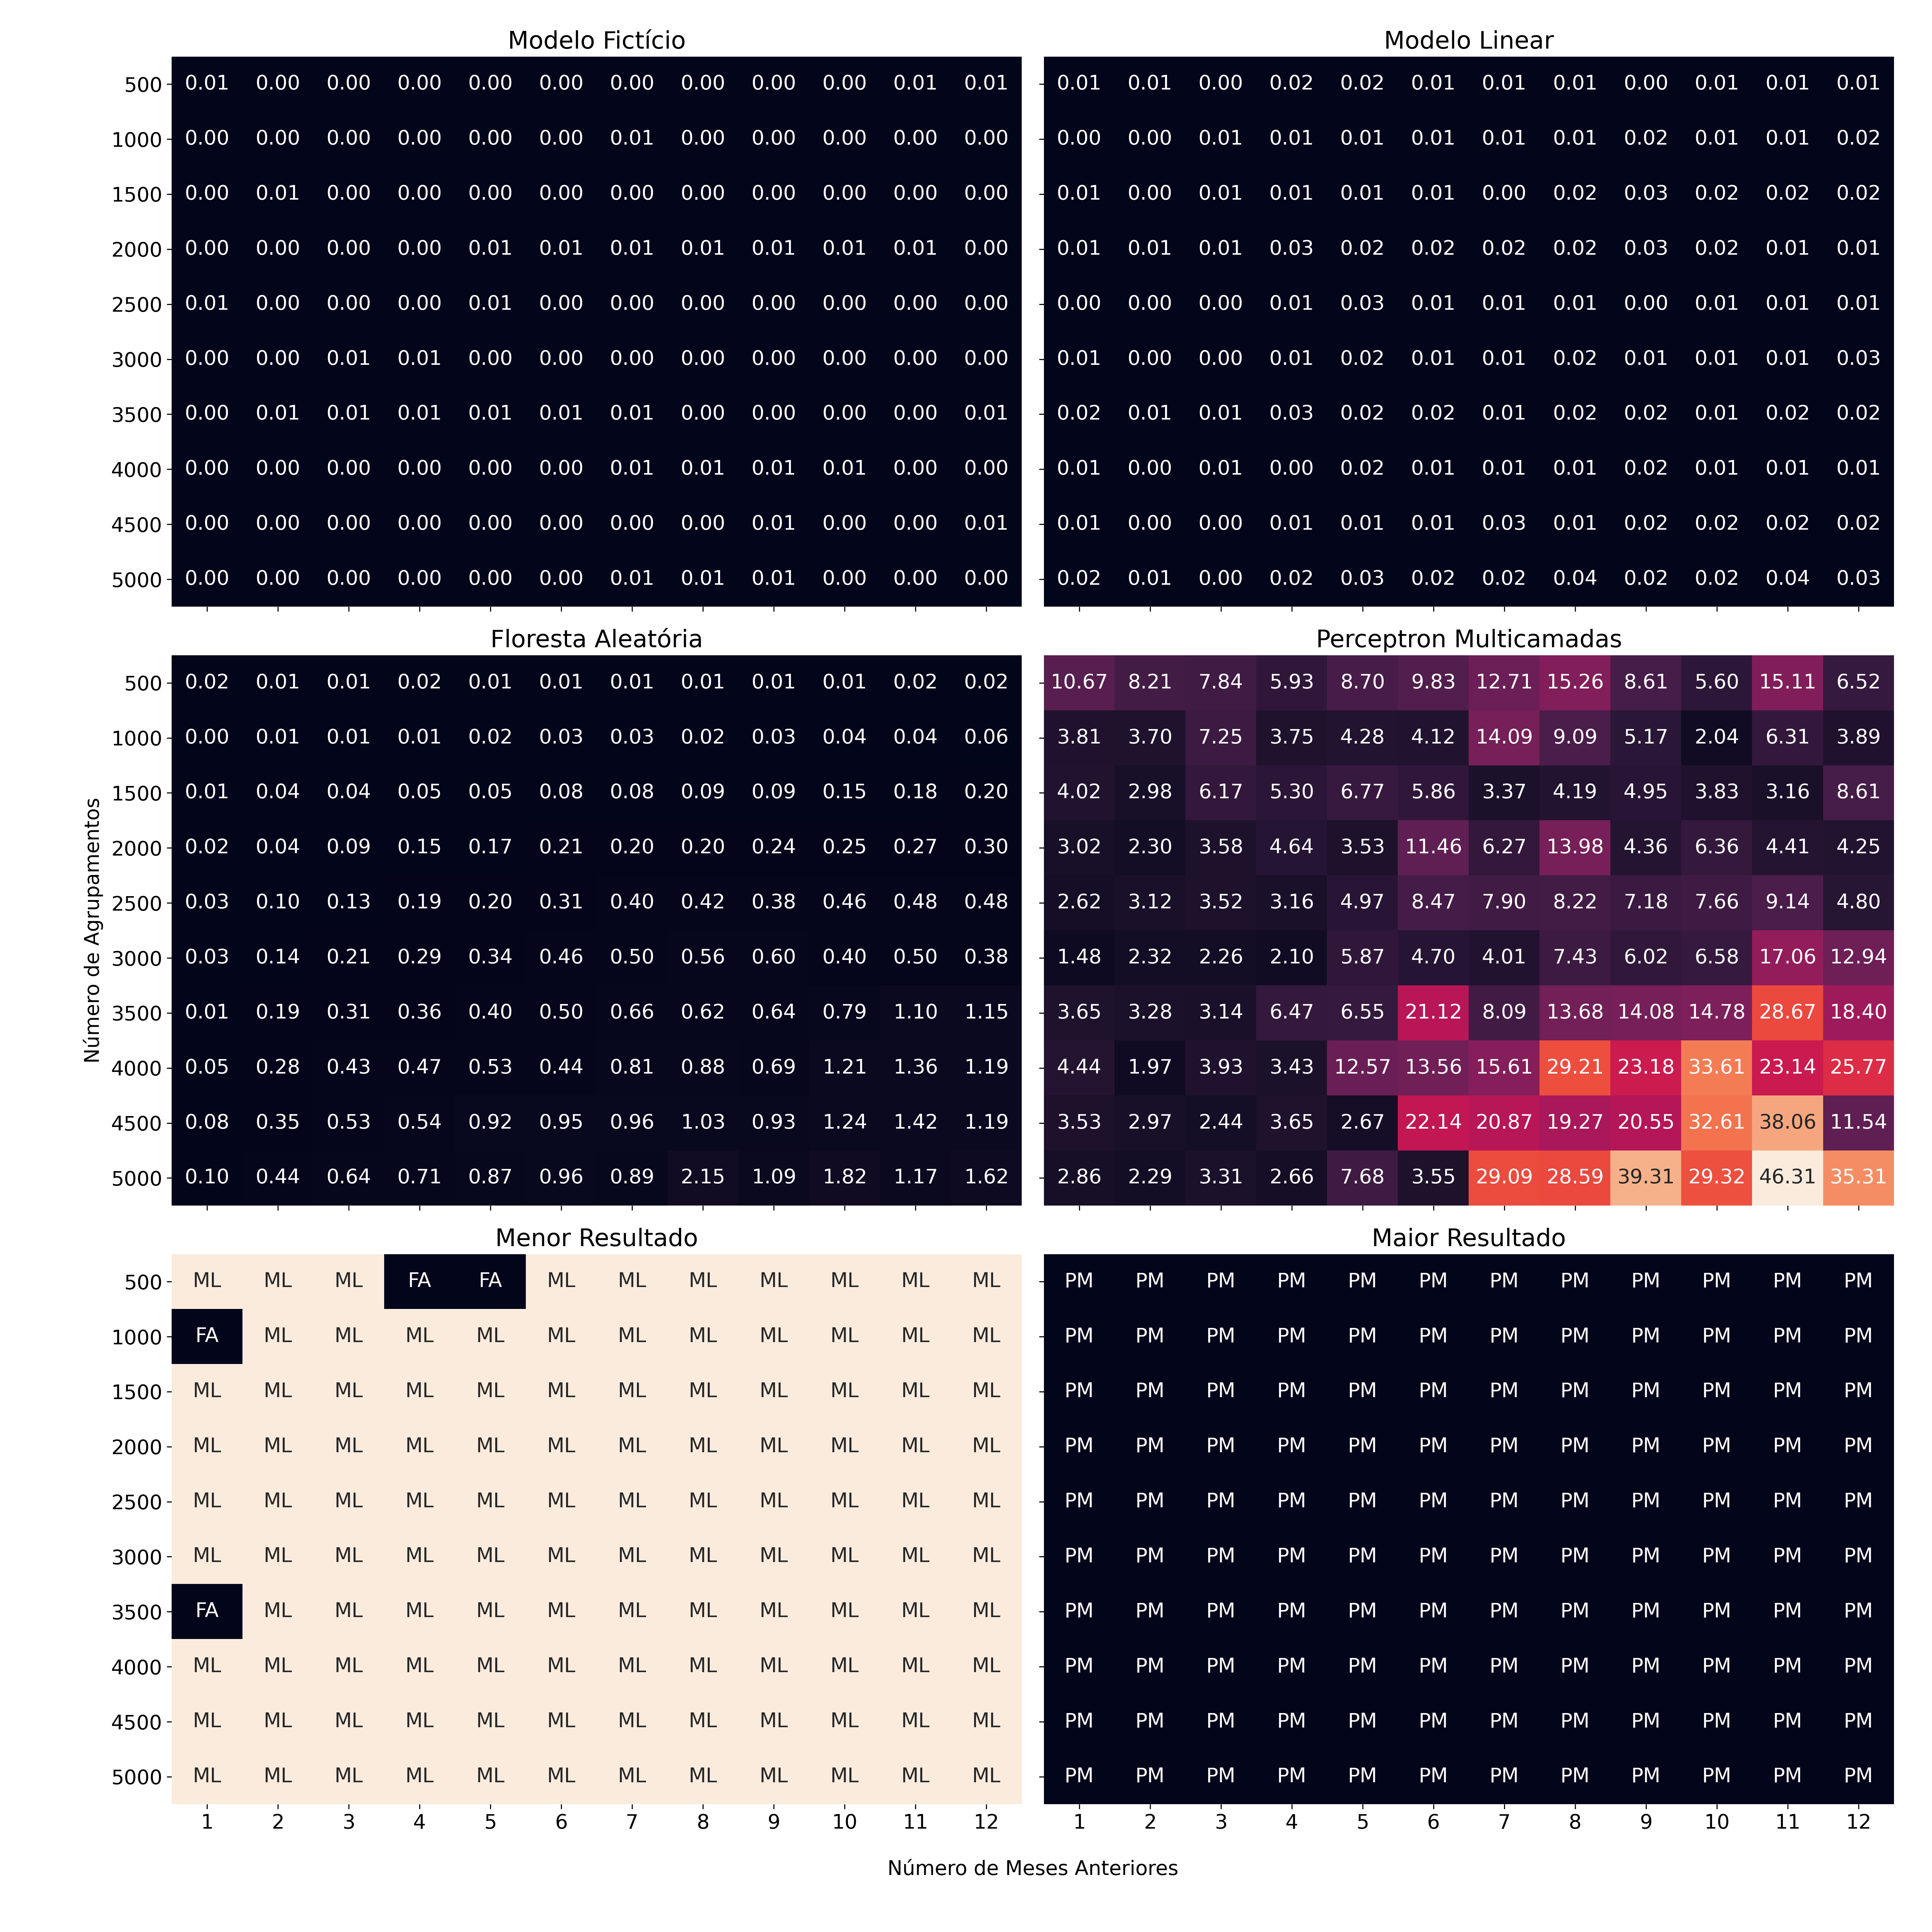 Modelo Fictício
500 0.01 0.00 0.00 0.00 0.00 0.00 0.00 0.00 0.00 0.00 0.01 0.01
1000 0.00 0.00 0.00 0.00 0.00 0.00 0.01 0.00 0.00 0.00 0.00 0.00
1500 0.00 0.01 0.00 0.00 0.00 0.00 0.00 0.00 0.00 0.00 0.00 0.00
2000 0.00 0.00 0.00 0.00 0.01 0.01 0.01 0.01 0.01 0.01 0.01 0.00
2500 0.01 0.00 0.00 0.00 0.01 0.00 0.00 0.00 0.00 0.00 0.00 0.00
3000 0.00 0.00 0.01 0.01 0.00 0.00 0.00 0.00 0.00 0.00 0.00 0.00
3500 0.00 0.01 0.01 0.01 0.01 0.01 0.01 0.00 0.00 0.00 0.00 0.01
4000 0.00 0.00 0.00 0.00 0.00 0.00 0.01 0.01 0.01 0.01 0.00 0.00
4500 0.00 0.00 0.00 0.00 0.00 0.00 0.00 0.00 0.01 0.00 0.00 0.01
5000 0.00 0.00 0.00 0.00 0.00 0.00 0.01 0.01 0.01 0.00 0.00 0.00
Modelo Linear
0.01 0.01 0.00 0.02 0.02 0.01 0.01 0.01 0.00 0.01 0.01 0.01
0.00 0.00 0.01 0.01 0.01 0.01 0.01 0.01 0.02 0.01 0.01 0.02
0.01 0.00 0.01 0.01 0.01 0.01 0.00 0.02 0.03 0.02 0.02 0.02
0.01 0.01 0.01 0.03 0.02 0.02 0.02 0.02 0.03 0.02 0.01 0.01
0.00 0.00 0.00 0.01 0.03 0.01 0.01 0.01 0.00 0.01 0.01 0.01
0.01 0.00 0.00 0.01 0.02 0.01 0.01 0.02 0.01 0.01 0.01 0.03
0.02 0.01 0.01 0.03 0.02 0.02 0.01 0.02 0.02 0.01 0.02 0.02
0.01 0.00 0.01 0.00 0.02 0.01 0.01 0.01 0.02 0.01 0.01 0.01
0.01 0.00 0.00 0.01 0.01 0.01 0.03 0.01 0.02 0.02 0.02 0.02
0.02 0.01 0.00 0.02 0.03 0.02 0.02 0.04 0.02 0.02 0.04 0.03
Número de Agrupamentos
Floresta Aleatória
500 0.02 0.01 0.01 0.02 0.01 0.01 0.01 0.01 0.01 0.01 0.02 0.02
1000 0.00 0.01 0.01 0.01 0.02 0.03 0.03 0.02 0.03 0.04 0.04 0.06
1500 0.01 0.04 0.04 0.05 0.05 0.08 0.08 0.09 0.09 0.15 0.18 0.20
2000 0.02 0.04 0.09 0.15 0.17 0.21 0.20 0.20 0.24 0.25 0.27 0.30
2500 0.03 0.10 0.13 0.19 0.20 0.31 0.40 0.42 0.38 0.46 0.48 0.48
3000 0.03 0.14 0.21 0.29 0.34 0.46 0.50 0.56 0.60 0.40 0.50 0.38
3500 0.01 0.19 0.31 0.36 0.40 0.50 0.66 0.62 0.64 0.79 1.10 1.15
4000 0.05 0.28 0.43 0.47 0.53 0.44 0.81 0.88 0.69 1.21 1.36 1.19
4500 0.08 0.35 0.53 0.54 0.92 0.95 0.96 1.03 0.93 1.24 1.42 1.19
5000 0.10 0.44 0.64 0.71 0.87 0.96 0.89 2.15 1.09 1.82 1.17 1.62
Perceptron Multicamadas
10.67 8.21 7.84 5.93 8.70 9.83 12.71 15.26 8.61 5.60 15.11 6.52
3.81 3.70 7.25 3.75 4.28 4.12 14.09 9.09 5.17 2.04 6.31 3.89
4.02 2.98 6.17 5.30 6.77 5.86 3.37 4.19 4.95 3.83 3.16 8.61
3.02 2.30 3.58 4.64 3.53 11.46 6.27 13.98 4.36 6.36 4.41 4.25
2.62 3.12 3.52 3.16 4.97 8.47 7.90 8.22 7.18 7.66 9.14 4.80
1.48 2.32 2.26 2.10 5.87 4.70 4.01 7.43 6.02 6.58 17.06 12.94
3.65 3.28 3.14 6.47 6.55 21.12 8.09 13.68 14.08 14.78 28.67 18.40
4.44 1.97 3.93 3.43 12.57 13.56 15.61 29.21 23.18 33.61 23.14 25.77
3.53 2.97 2.44 3.65 2.67 22.14 20.87 19.27 20.55 32.61 38.06 11.54
2.86 2.29 3.31 2.66 7.68 3.55 29.09 28.59 39.31 29.32 46.31 35.31
Menor Resultado
500 ML ML ML FA FA ML ML ML ML ML ML ML
1000 FA ML ML ML ML ML ML ML ML ML ML ML
1500 ML ML ML ML ML ML ML ML ML ML ML ML
2000 ML ML ML ML ML ML ML ML ML ML ML ML
2500 ML ML ML ML ML ML ML ML ML ML ML ML
3000 ML ML ML ML ML ML ML ML ML ML ML ML
3500 FA ML ML ML ML ML ML ML ML ML ML ML
4000 ML ML ML ML ML ML ML ML ML ML ML ML
4500 ML ML ML ML ML ML ML ML ML ML ML ML
5000 ML ML ML ML ML ML ML ML ML ML ML ML
1 2 3 4 5 6 7 8 9 10 11 12
Maior Resultado
PM PM PM PM PM PM PM PM PM PM PM PM
PM PM PM PM PM PM PM PM PM PM PM PM
PM PM PM PM PM PM PM PM PM PM PM PM
PM PM PM PM PM PM PM PM PM PM PM PM
PM PM PM PM PM PM PM PM PM PM PM PM
PM PM PM PM PM PM PM PM PM PM PM PM
PM PM PM PM PM PM PM PM PM PM PM PM
PM PM PM PM PM PM PM PM PM PM PM PM
PM PM PM PM PM PM PM PM PM PM PM PM
PM PM PM PM PM PM PM PM PM PM PM PM
1 2 3 4 5 6 7 8 9 10 11 12
Número de Meses Anteriores